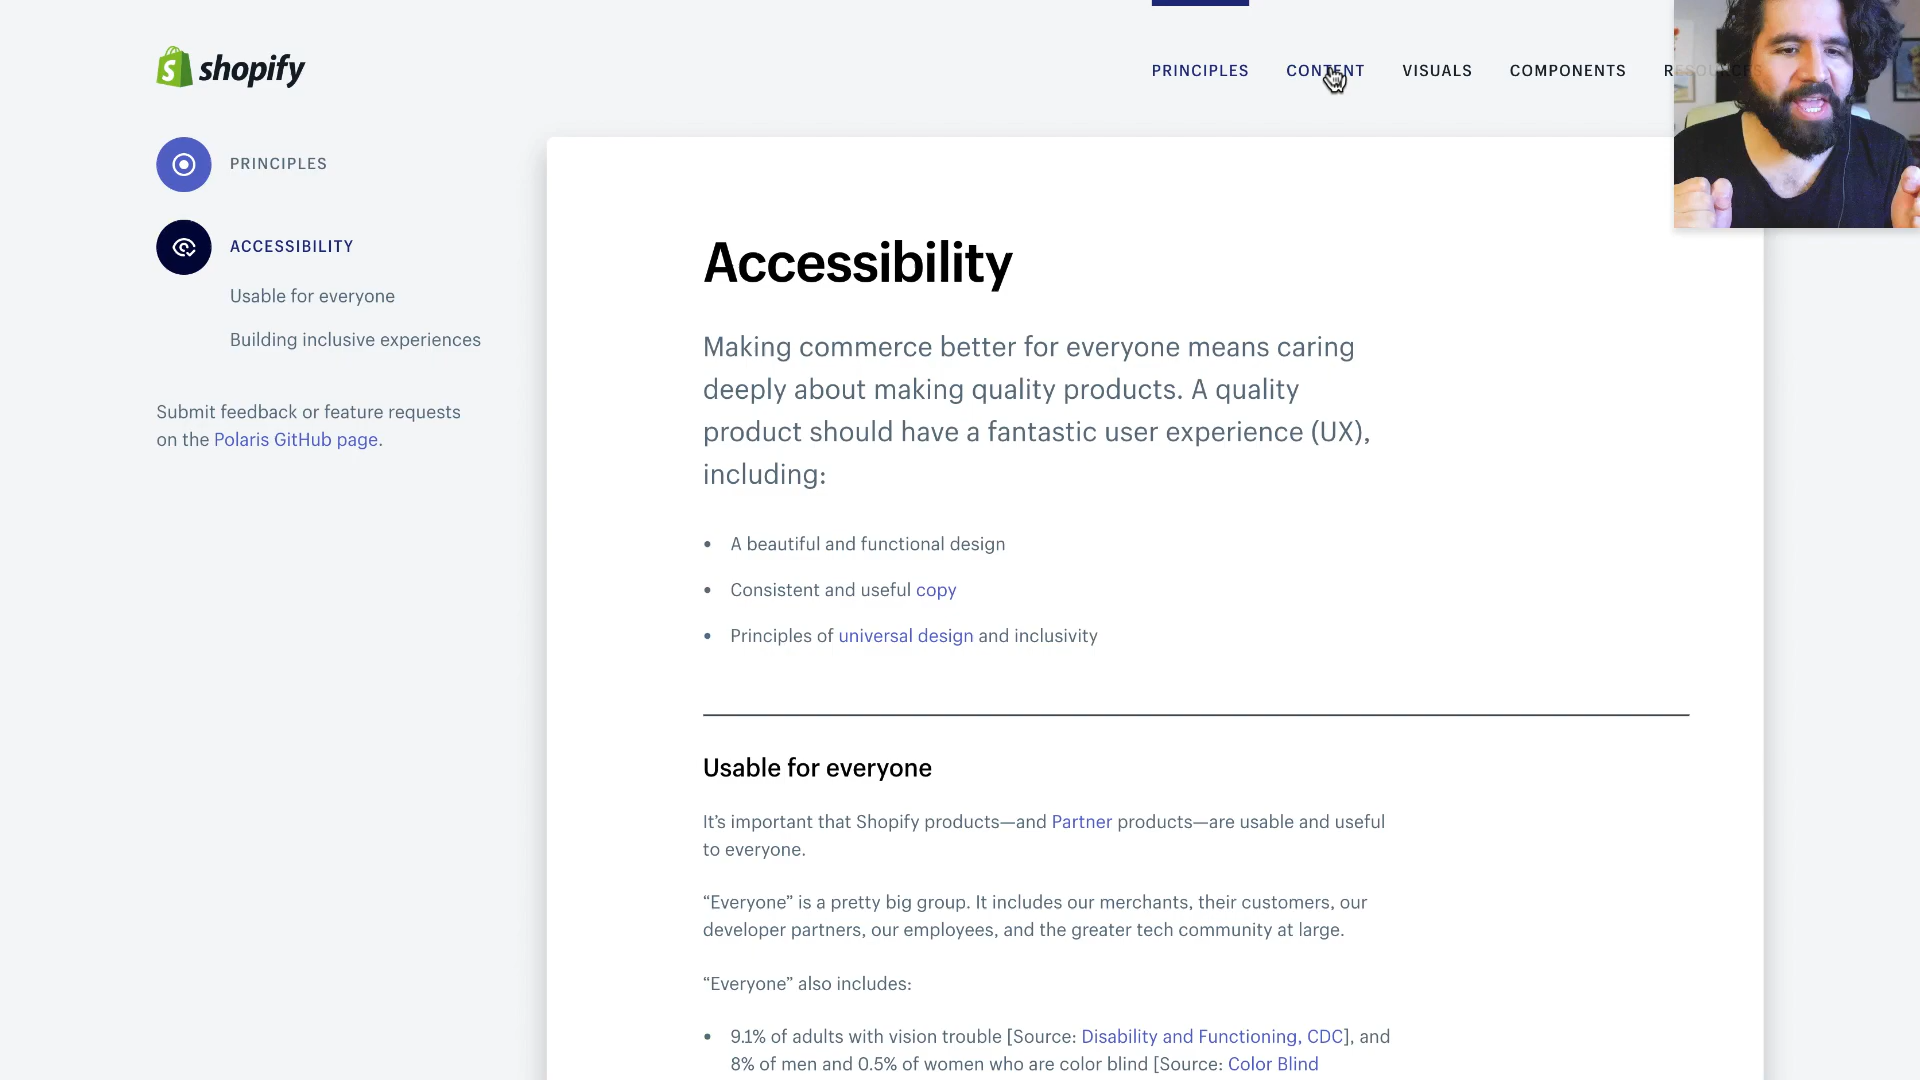 shopify
PRINCIPLES
CONTENT
VISUALS
COMPONENTS
RESOURCES
PRINCIPLES
ACCESSIBILITY
Usable for everyone
Building inclusive experiences
Submit feedback or feature requests
on the Polaris GitHub page.
Accessibility
Making commerce better for everyone means caring
deeply about making quality products. A quality
product should have a fantastic user experience (UX),
including:
• A beautiful and functional design
• Consistent and useful copy
• Principles of universal design and inclusivity
Usable for everyone
It’s important that Shopify products—and Partner products—are usable and useful
to everyone.
“Everyone” is a pretty big group. It includes our merchants, their customers, our
developer partners, our employees, and the greater tech community at large.
“Everyone” also includes:
• 9.1% of adults with vision trouble [Source: Disability and Functioning, CDC], and
8% of men and 0.5% of women who are color blind [Source: Color Blind